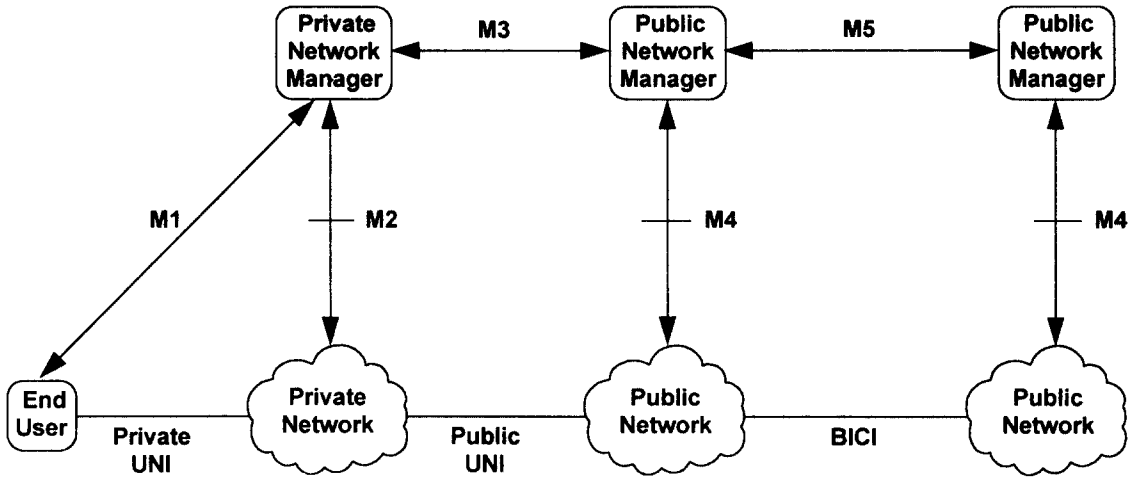 Private
Network
Manager
M3
Public
Network
Manager
M5
Public
Network
Manager
M1
M2
M4
M4
End
User
Private
UNI
Private
Network
Public
UNI
Public
Network
BICI
Public
Network